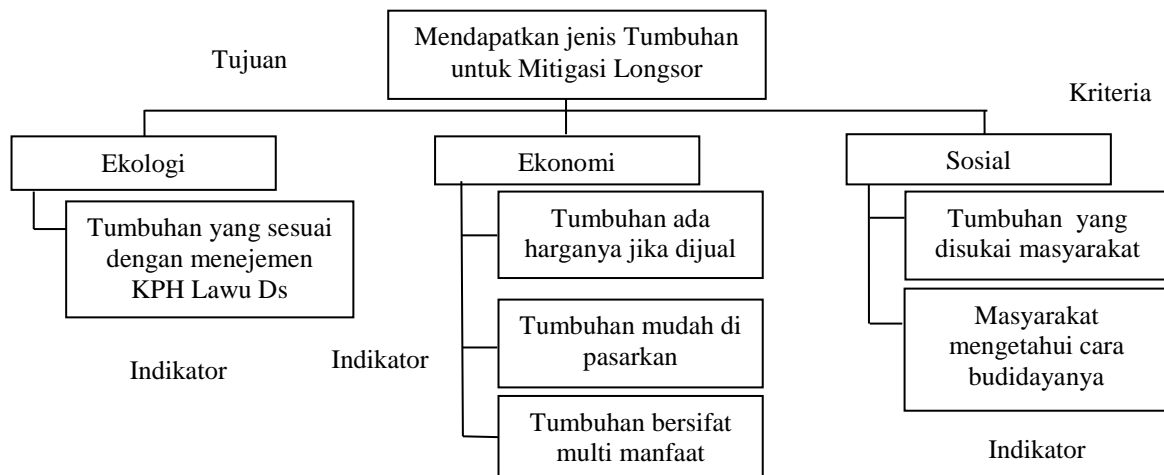 Mendapatkan jenis Tumbuhan
untuk Mitigasi Longsor
Tujuan
Kriteria
Ekologi
Ekonomi
Sosial
Tumbuhan yang sesuai
dengan menejemen
KPH Lawu Ds
Indikator
Tumbuhan ada
harganya jika dijual
Tumbuhan mudah di
pasarkan
Tumbuhan bersifat
multi manfaat
Indikator
Tumbuhan yang
disukai masyarakat
Masyarakat
mengetahui cara
budidayanya
Indikator